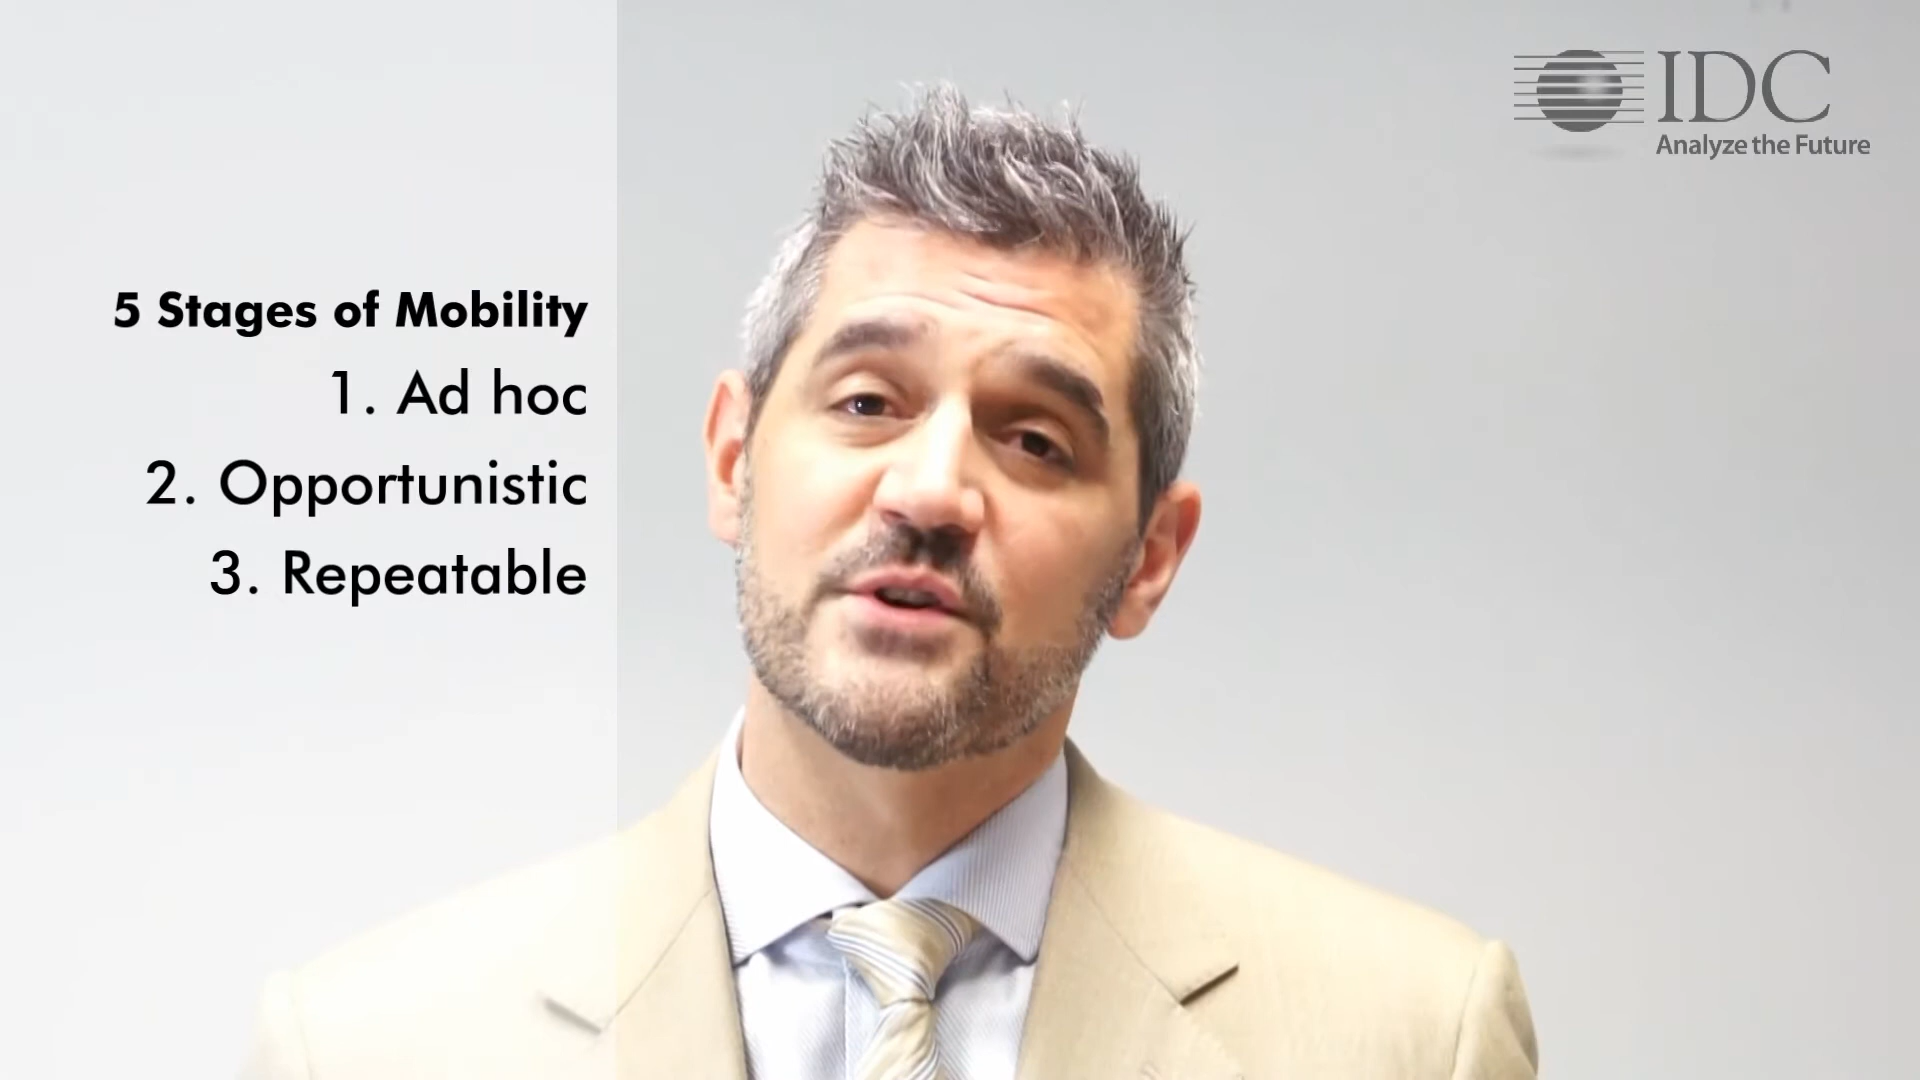 IDC
Analyze the Future
5 Stages of Mobility
1. Ad hoc
2. Opportunistic
3. Repeatable